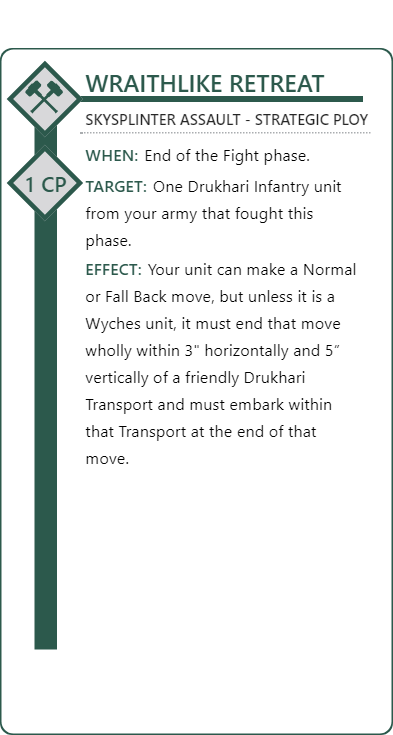 WRAITHLIKE RETREAT
SKYSPLINTER ASSAULT - STRATEGIC PLOY
WHEN: End of the Fight phase.
1 CP
TARGET: One Drukhari Infantry unit
from your army that fought this
phase.
EFFECT: Your unit can make a Normal
or Fall Back move, but unless it is a
Wyches unit, it must end that move
wholly within 3" horizontally and 5″
vertically of a friendly Drukhari
Transport and must embark within
that Transport at the end of that
move.